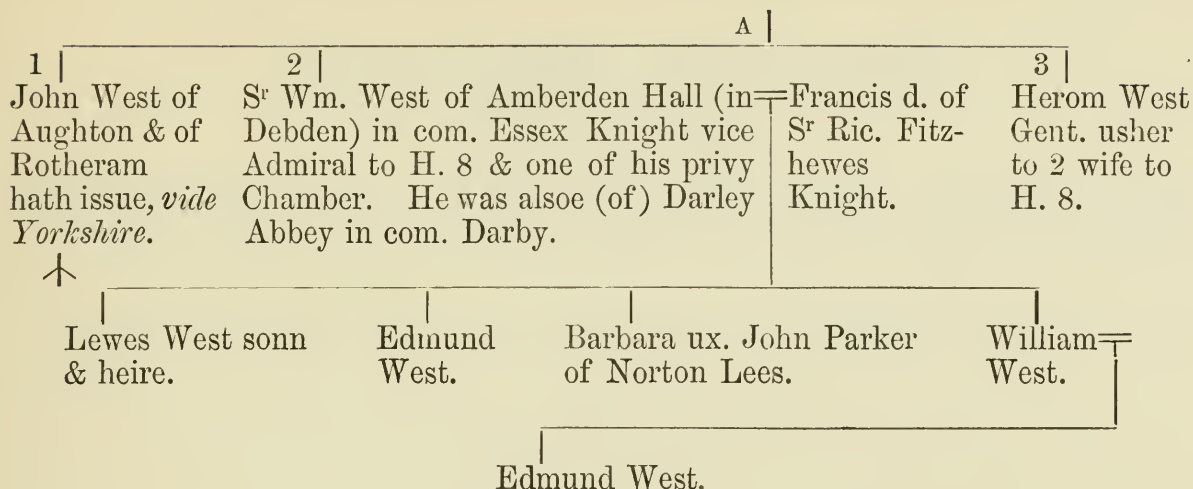 A
1
John West of
Aughton & of
Rotheram
hath issue, vide
Yorkshire.
2
Sr Wm. West of Amberden Hall (in
Debden) in com. Essex Knight vice
Admiral to H. 8 & one of his privy
Chamber. He was alsoe (of) Darley
Abbey in com. Darby.
Francis d. of
Sr Ric. Fitz-
hewes
Knight.
3
Herom West
Gent. usher
to 2 wife to
H. 8.
Lewes West sonn
& heire.
Edmund
West.
Barbara ux. John Parker
of Norton Lees.
William
West.
Edmund West.